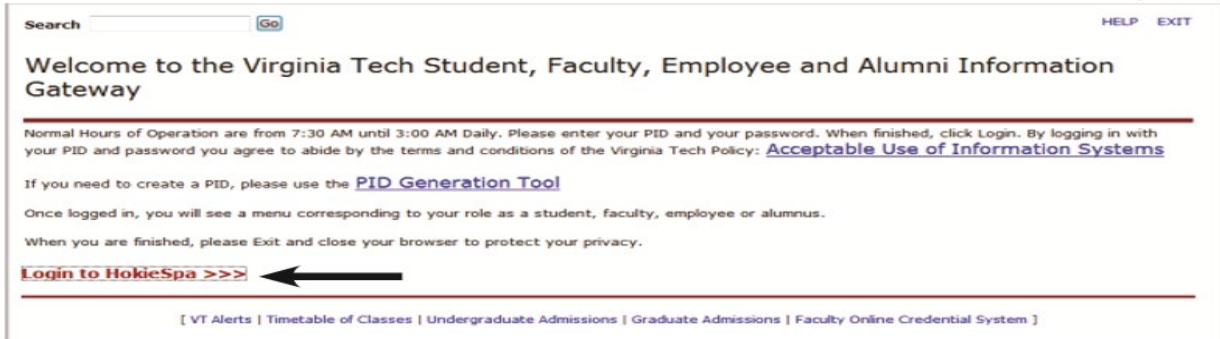 Search Go HELP EXIT
Welcome to the Virginia Tech Student, Faculty, Employee and Alumni Information
Gateway
Normal Hours of Operation are from 7:30 AM until 3:00 AM Daily. Please enter your PID and your password. When finished, click Login. By logging in with
your PID and password you agree to abide by the terms and conditions of the Virginia Tech Policy: Acceptable Use of Information Systems
If you need to create a PID, please use the PID Generation Tool
Once logged in, you will see a menu corresponding to your role as a student, faculty, employee or alumnus.
When you are finished, please Exit and close your browser to protect your privacy.
Login to HokieSpa >>>
[ VT Alerts | Timetable of Classes | Undergraduate Admissions | Graduate Admissions | Faculty Online Credential System ]